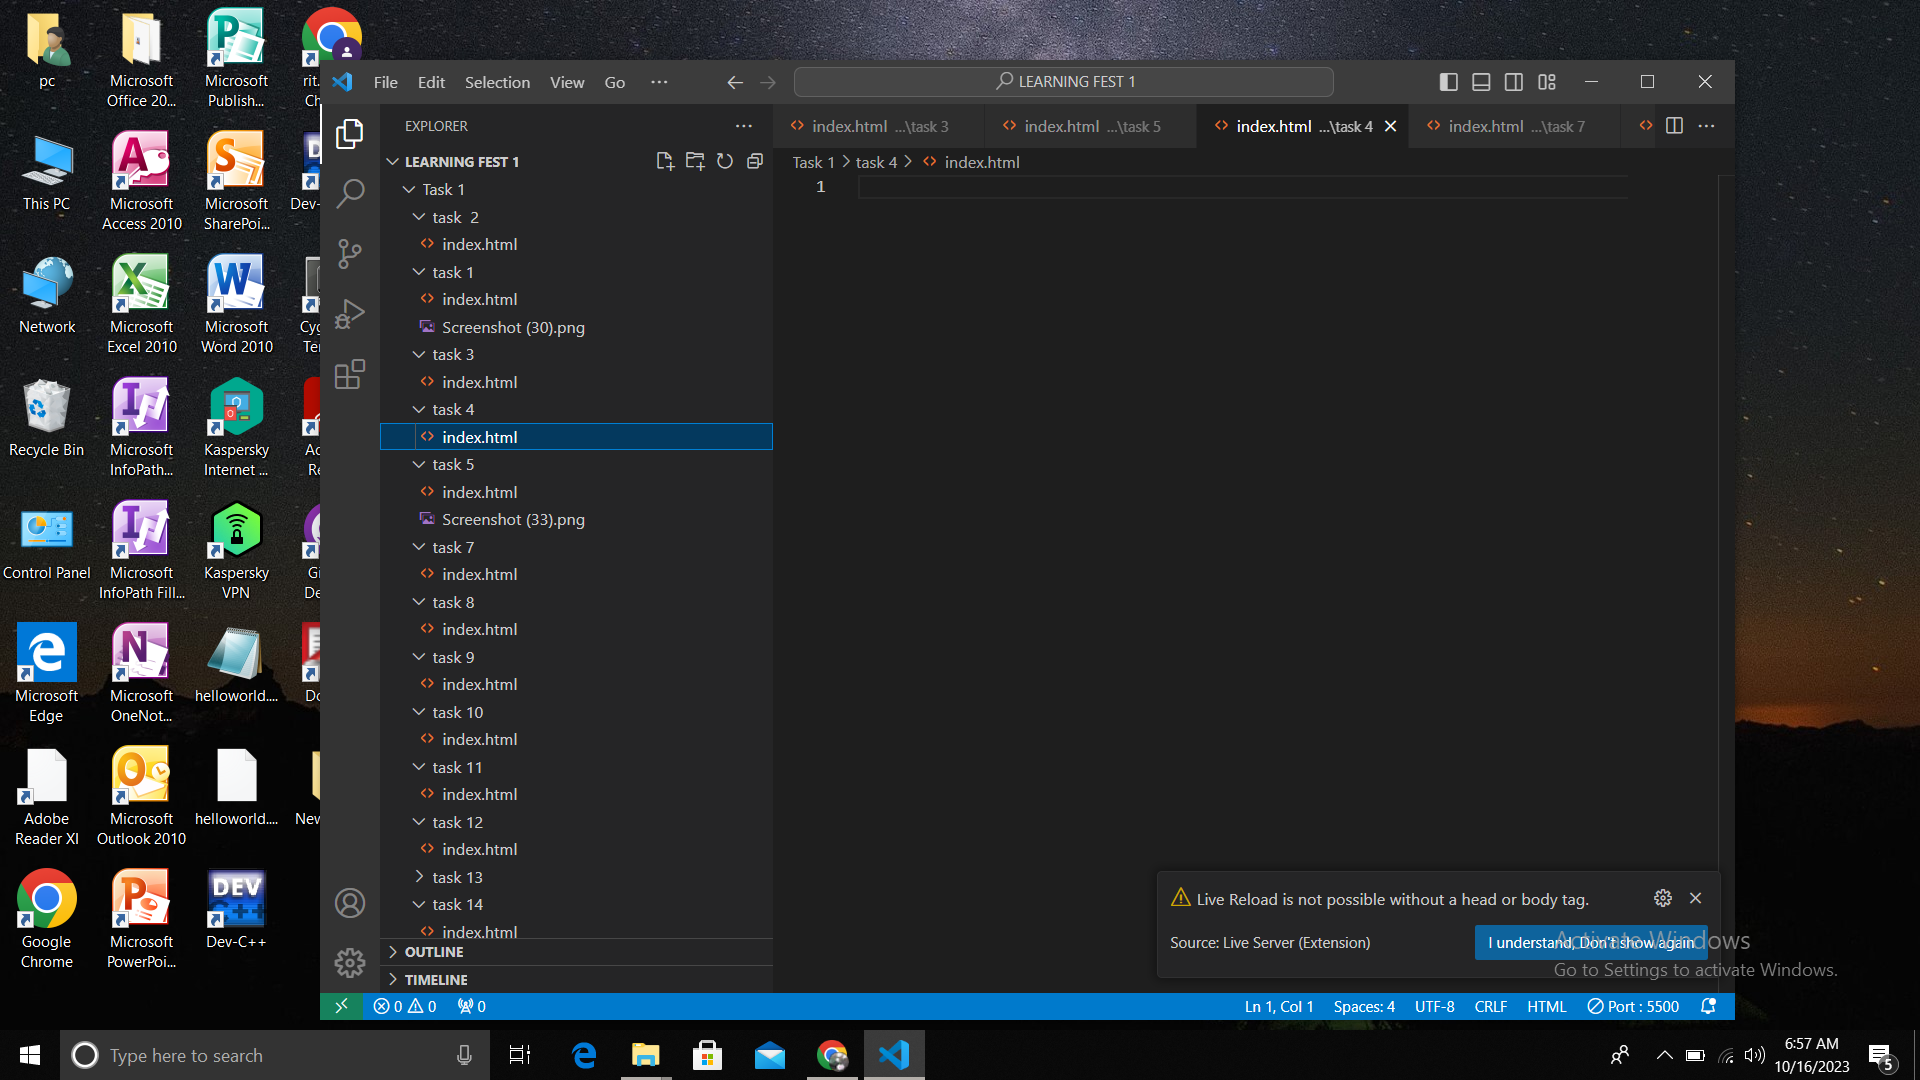 pc
Microsoft
Office 20...
Microsoft
Publish...
rit.
Ch
This PC
Microsoft
Access 2010
Microsoft
SharePoi...
Dev-
Network
Microsoft
Excel 2010
Microsoft
Word 2010
Cyg
Ter
Recycle Bin
Microsoft
InfoPath...
Kaspersky
Internet ...
Ac
Re
Control Panel
Microsoft
InfoPath Fill...
Kaspersky
VPN
Gi
De
Microsoft
Edge
Microsoft
OneNot...
helloworld....
Do
Adobe
Reader XI
Microsoft
Outlook 2010
helloworld....
New
Google
Chrome
Microsoft
PowerPoi...
DEV
C++
Dev-C++
File Edit Selection View Go ···
LEARNING FEST 1
EXPLORER
LEARNING FEST 1
Task 1
task 2
index.html
task 1
index.html
Screenshot (30).png
task 3
index.html
task 4
index.html
task 5
index.html
Screenshot (33).png
task 7
index.html
task 8
index.html
task 9
index.html
task 10
index.html
task 11
index.html
task 12
index.html
task 13
task 14
index.html
OUTLINE
TIMELINE
index.html ...\task 3
index.html ...\task 5
index.html ...\task 4
index.html ...\task 7
Task 1 > task 4 > index.html
1
Live Reload is not possible without a head or body tag.
Source: Live Server (Extension)
I understand, Don't show again
Activate Windows
Go to Settings to activate Windows.
0 0 0
Ln 1, Col 1 Spaces: 4 UTF-8 CRLF HTML Port : 5500
Type here to search
6:57 AM
10/16/2023
5